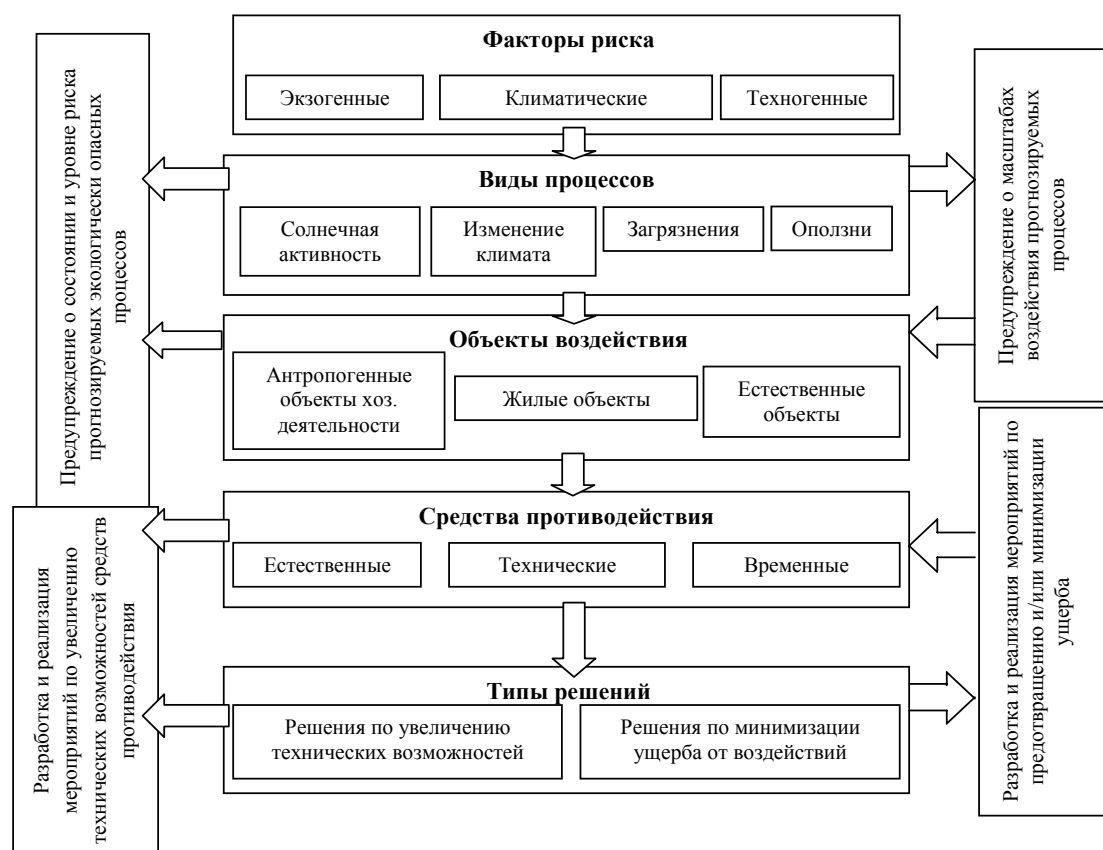 Факторы риска
Экзогенные
Климатические
Техногенные
Виды процессов
Солнечная
активность
Изменение
климата
Загрязнения
Оползни
Объекты воздействия
Антропогенные
объекты хоз.
деятельности
Жилые объекты
Естественные
объекты
Средства противодействия
Естественные
Технические
Временные
Типы решений
Решения по увеличению
технических возможностей
Решения по минимизации
ущерба от воздействий
Предупреждение о состоянии и уровне риска
прогнозируемых экологически опасных
процессов
Разработка и реализация
мероприятий по увеличению
технических возможностей средств
противодействия
Предупреждение о масштабах
воздействия прогнозируемых
процессов
Разработка и реализация мероприятий по
предотвращению и/или минимизации
ущерба